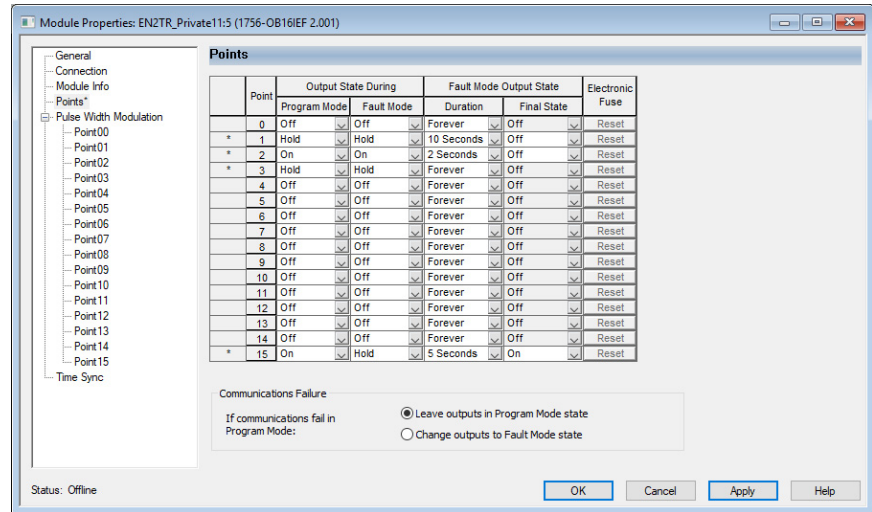 Module Properties: EN2TR_Private11:5 (1756-OB16IEF 2.001)
General
Connection
Module Info
Points*
Pulse Width Modulation
Point00
Point01
Point02
Point03
Point04
Point05
Point06
Point07
Point08
Point09
Point10
Point11
Point12
Point13
Point14
Point15
Time Sync
Points
Point Output State During Fault Mode Output State Electronic Fuse
Program Mode Fault Mode Duration Final State
0 Off Off Forever Off Reset
* 1 Hold Hold 10 Seconds Off Reset
* 2 On On 2 Seconds Off Reset
* 3 Hold Hold Forever Off Reset
4 Off Off Forever Off Reset
5 Off Off Forever Off Reset
6 Off Off Forever Off Reset
7 Off Off Forever Off Reset
8 Off Off Forever Off Reset
9 Off Off Forever Off Reset
10 Off Off Forever Off Reset
11 Off Off Forever Off Reset
12 Off Off Forever Off Reset
13 Off Off Forever Off Reset
14 Off Off Forever Off Reset
* 15 On Hold 5 Seconds On Reset
Communications Failure
If communications fail in
Program Mode:
Leave outputs in Program Mode state
Change outputs to Fault Mode state
Status: Offline
OK Cancel Apply Help